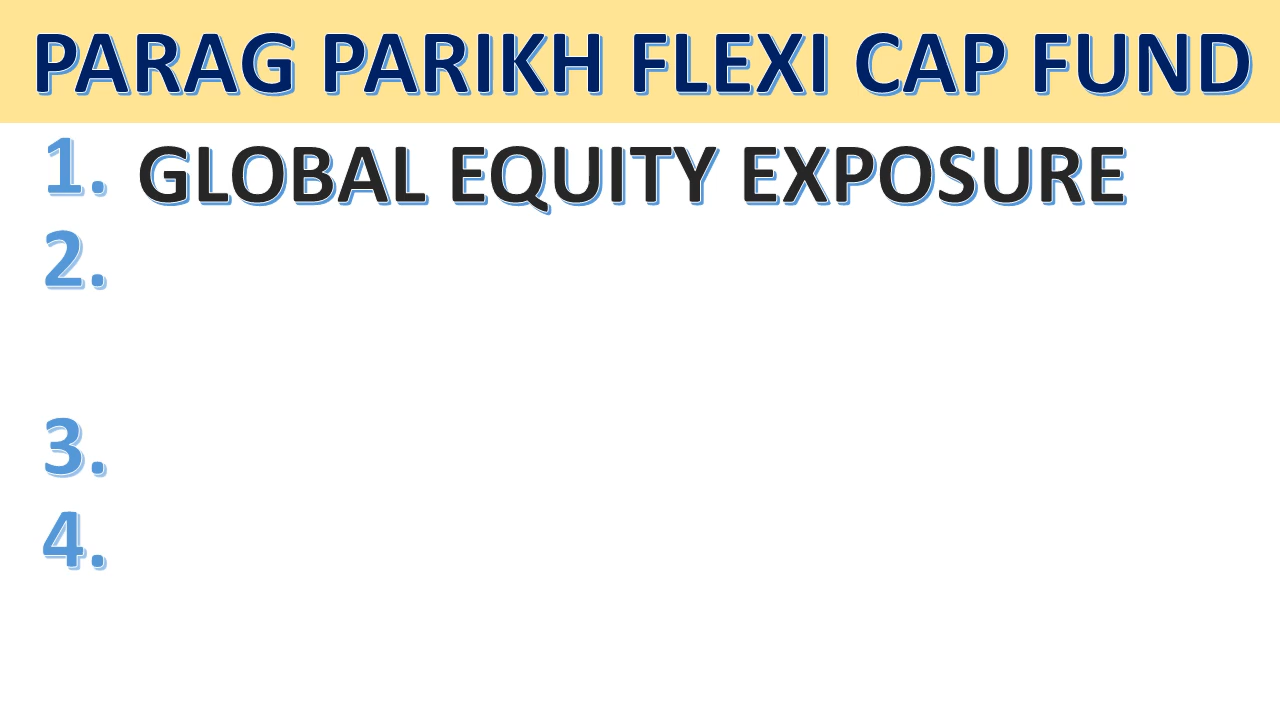 PARAG PARIKH FLEXI CAP FUND
1. GLOBAL EQUITY EXPOSURE
2.
3.
4.